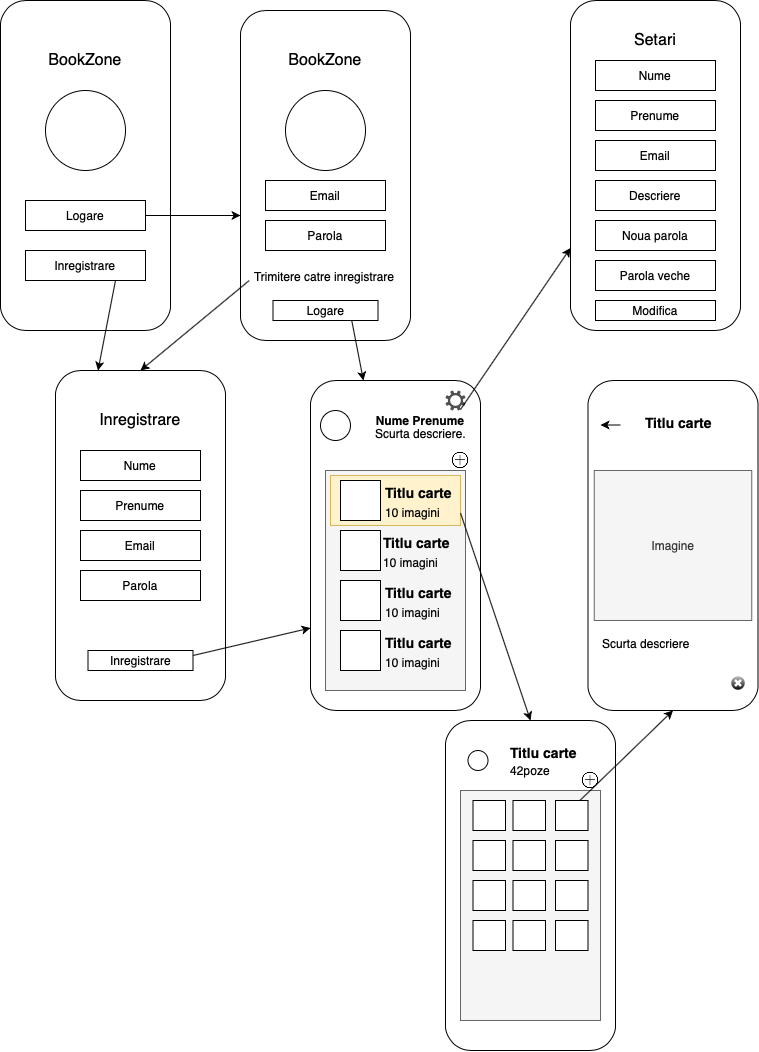 BookZone
Logare
Inregistrare
BookZone
Email
Parola
Trimitere catre inregistrare
Logare
Setari
Nume
Prenume
Email
Descriere
Noua parola
Parola veche
Modifica
Inregistrare
Nume
Prenume
Email
Parola
Inregistrare
Nume Prenume
Scurta descriere.
Titlu carte
10 imagini
Titlu carte
10 imagini
Titlu carte
10 imagini
Titlu carte
10 imagini
Titlu carte
Imagine
Scurta descriere
Titlu carte
42poze